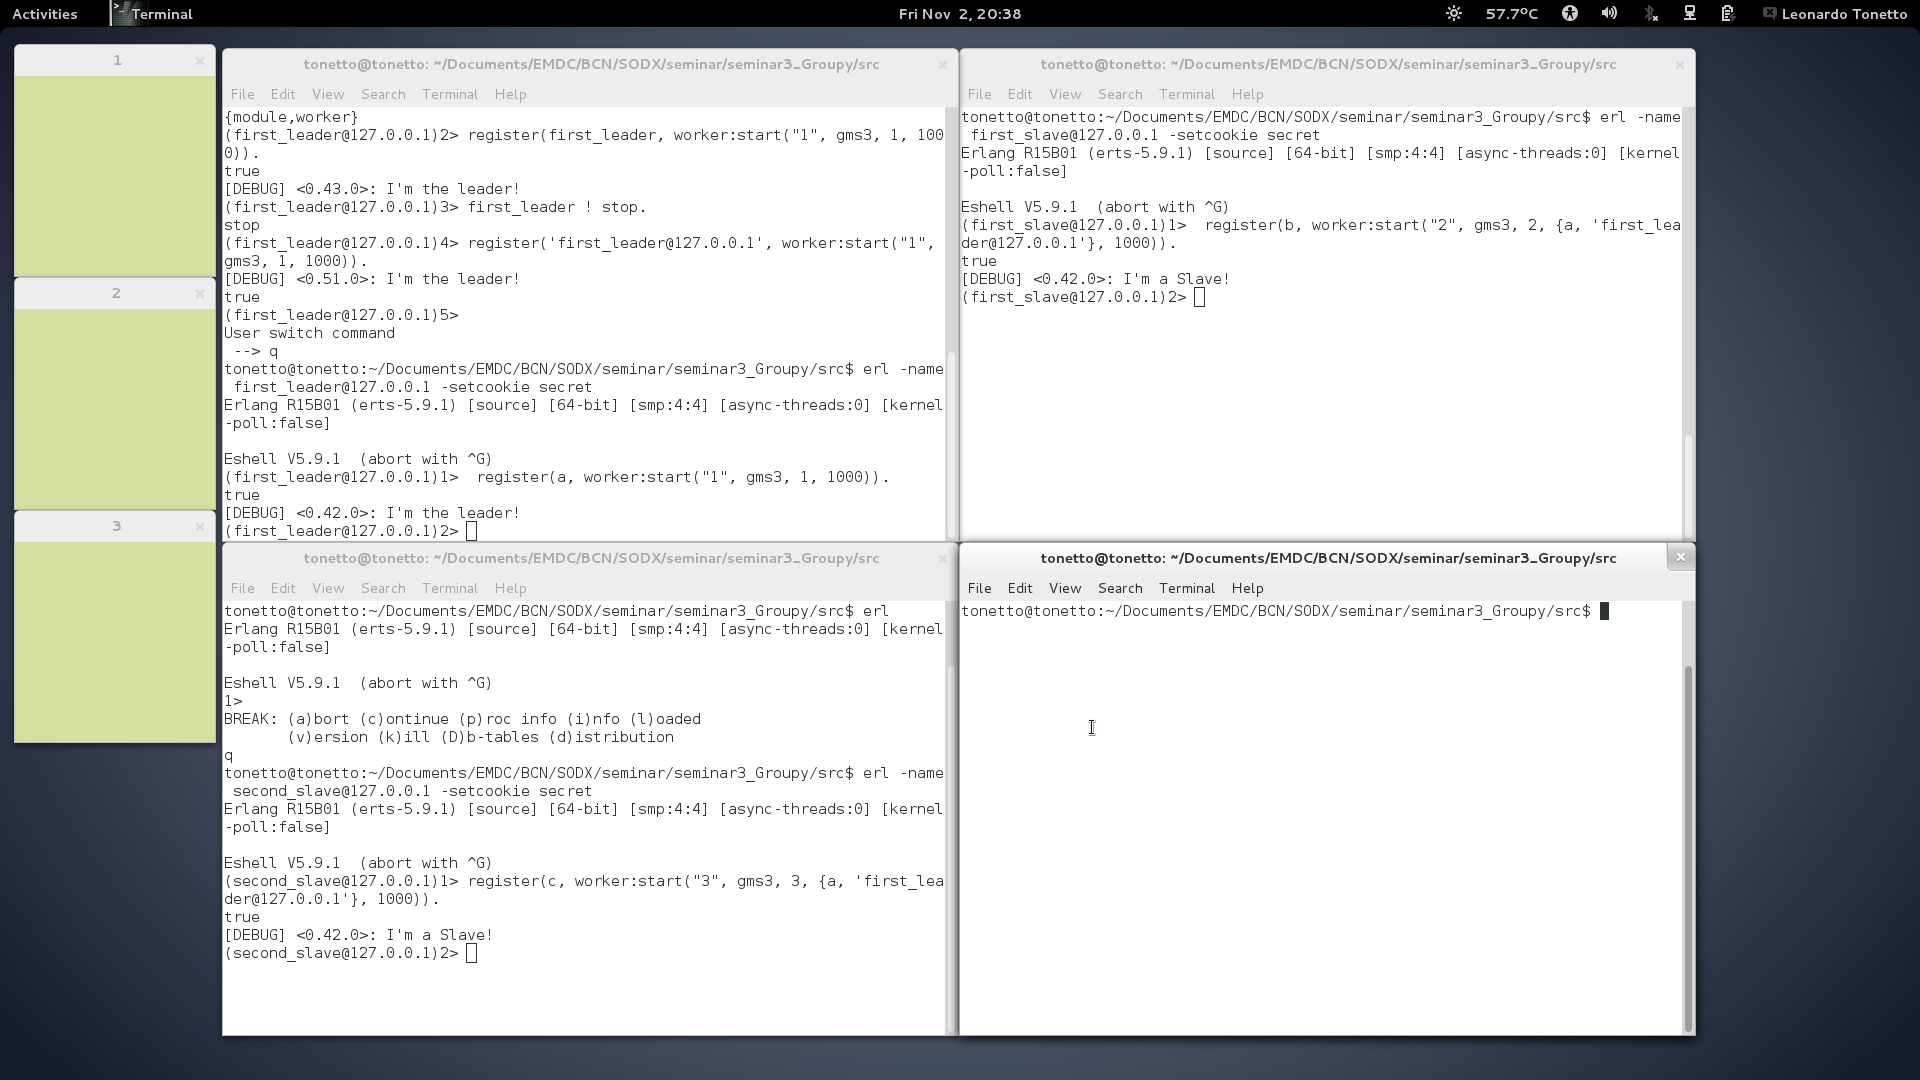 Activities
Terminal
Fri Nov 2, 20:38
57.7ºC
Leonardo Tonetto
1
2
3
tonetto@tonetto: ~/Documents/EMDC/BCN/SODX/seminar/seminar3_Groupy/src
File Edit View Search Terminal Help
{module,worker}
(first_leader@127.0.0.1)2> register(first_leader, worker:start("1", gms3, 1, 100
0)).
true
[DEBUG] <0.43.0>: I'm the leader!
(first_leader@127.0.0.1)3> first_leader ! stop.
stop
(first_leader@127.0.0.1)4> register('first_leader@127.0.0.1', worker:start("1",
gms3, 1, 1000)).
[DEBUG] <0.51.0>: I'm the leader!
true
(first_leader@127.0.0.1)5>
User switch command
 --> q
tonetto@tonetto:~/Documents/EMDC/BCN/SODX/seminar/seminar3_Groupy/src$ erl -name
 first_leader@127.0.0.1 -setcookie secret
Erlang R15B01 (erts-5.9.1) [source] [64-bit] [smp:4:4] [async-threads:0] [kernel
-poll:false]
Eshell V5.9.1  (abort with ^G)
(first_leader@127.0.0.1)1>  register(a, worker:start("1", gms3, 1, 1000)).
true
[DEBUG] <0.42.0>: I'm the leader!
(first_leader@127.0.0.1)2>
tonetto@tonetto: ~/Documents/EMDC/BCN/SODX/seminar/seminar3_Groupy/src
File Edit View Search Terminal Help
tonetto@tonetto:~/Documents/EMDC/BCN/SODX/seminar/seminar3_Groupy/src$ erl -name
 first_slave@127.0.0.1 -setcookie secret
Erlang R15B01 (erts-5.9.1) [source] [64-bit] [smp:4:4] [async-threads:0] [kernel
-poll:false]
Eshell V5.9.1  (abort with ^G)
(first_slave@127.0.0.1)1>  register(b, worker:start("2", gms3, 2, {a, 'first_lea
der@127.0.0.1'}, 1000)).
true
[DEBUG] <0.42.0>: I'm a Slave!
(first_slave@127.0.0.1)2>
tonetto@tonetto: ~/Documents/EMDC/BCN/SODX/seminar/seminar3_Groupy/src
File Edit View Search Terminal Help
tonetto@tonetto:~/Documents/EMDC/BCN/SODX/seminar/seminar3_Groupy/src$ erl
Erlang R15B01 (erts-5.9.1) [source] [64-bit] [smp:4:4] [async-threads:0] [kernel
-poll:false]
Eshell V5.9.1  (abort with ^G)
1>
BREAK: (a)bort (c)ontinue (p)roc info (i)nfo (l)oaded
       (v)ersion (k)ill (D)b-tables (d)istribution
q
tonetto@tonetto:~/Documents/EMDC/BCN/SODX/seminar/seminar3_Groupy/src$ erl -name
 second_slave@127.0.0.1 -setcookie secret
Erlang R15B01 (erts-5.9.1) [source] [64-bit] [smp:4:4] [async-threads:0] [kernel
-poll:false]
Eshell V5.9.1  (abort with ^G)
(second_slave@127.0.0.1)1> register(c, worker:start("3", gms3, 3, {a, 'first_lea
der@127.0.0.1'}, 1000)).
true
[DEBUG] <0.42.0>: I'm a Slave!
(second_slave@127.0.0.1)2>
tonetto@tonetto: ~/Documents/EMDC/BCN/SODX/seminar/seminar3_Groupy/src
File Edit View Search Terminal Help
tonetto@tonetto:~/Documents/EMDC/BCN/SODX/seminar/seminar3_Groupy/src$